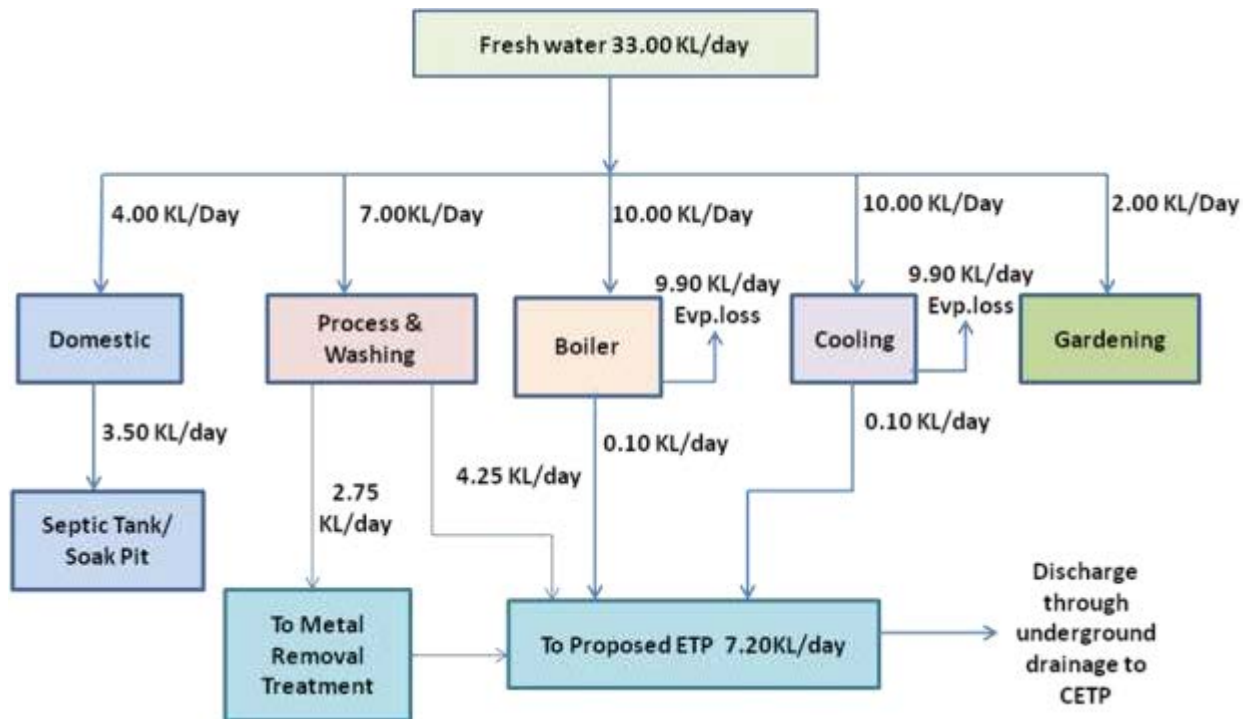 Fresh water 33.00 KL/day
4.00 KL/Day
7.00KL/Day
10.00 KL/Day
10.00 KL/Day
2.00 KL/Day
9.90 KL/day
Evp.loss
9.90 KL/day
Evp.loss
Domestic
Process &
Washing
Boiler
Cooling
Gardening
3.50 KL/day
2.75
KL/day
4.25 KL/day
0.10 KL/day
0.10 KL/day
Septic Tank/
Soak Pit
To Metal
Removal
Treatment
To Proposed ETP 7.20KL/day
Discharge
through
underground
drainage to
CETP